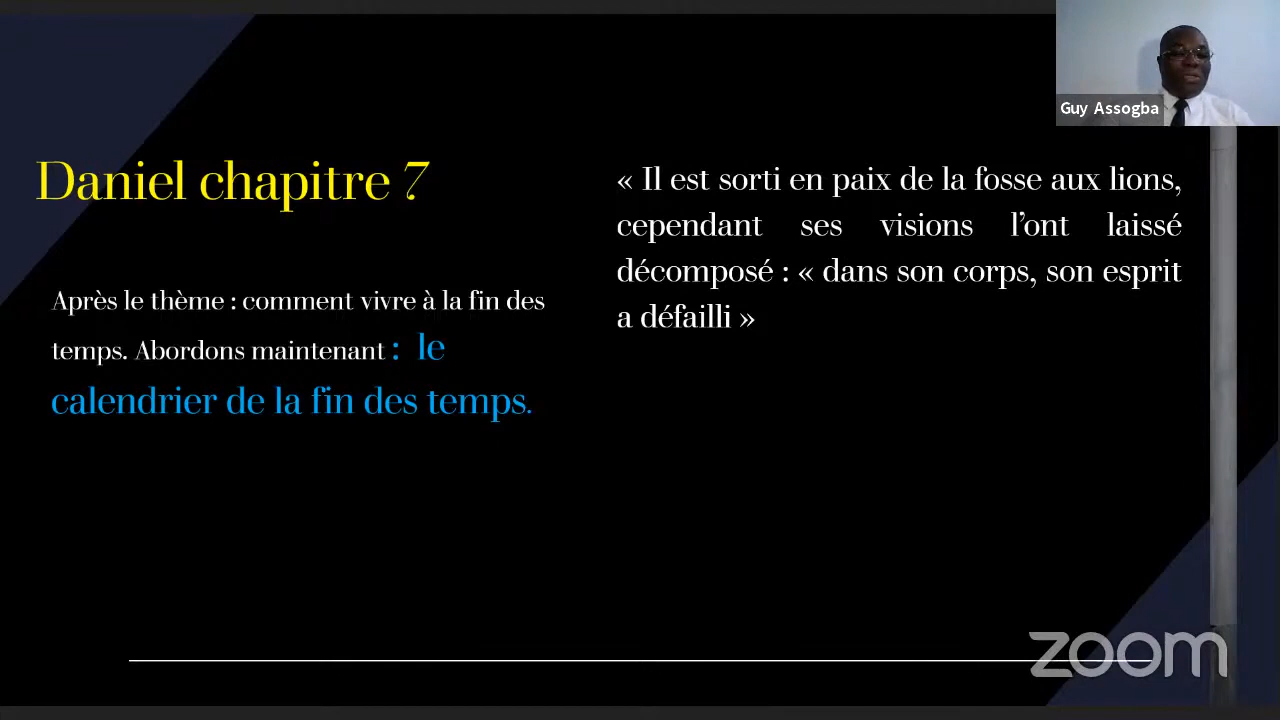 Guy Assogba
Daniel chapitre 7
Après le thème : comment vivre à la fin des
temps. Abordons maintenant : le
calendrier de la fin des temps.
« Il est sorti en paix de la fosse aux lions,
cependant ses visions l’ont laissé
décomposé : « dans son corps, son esprit
a défailli »
zoom